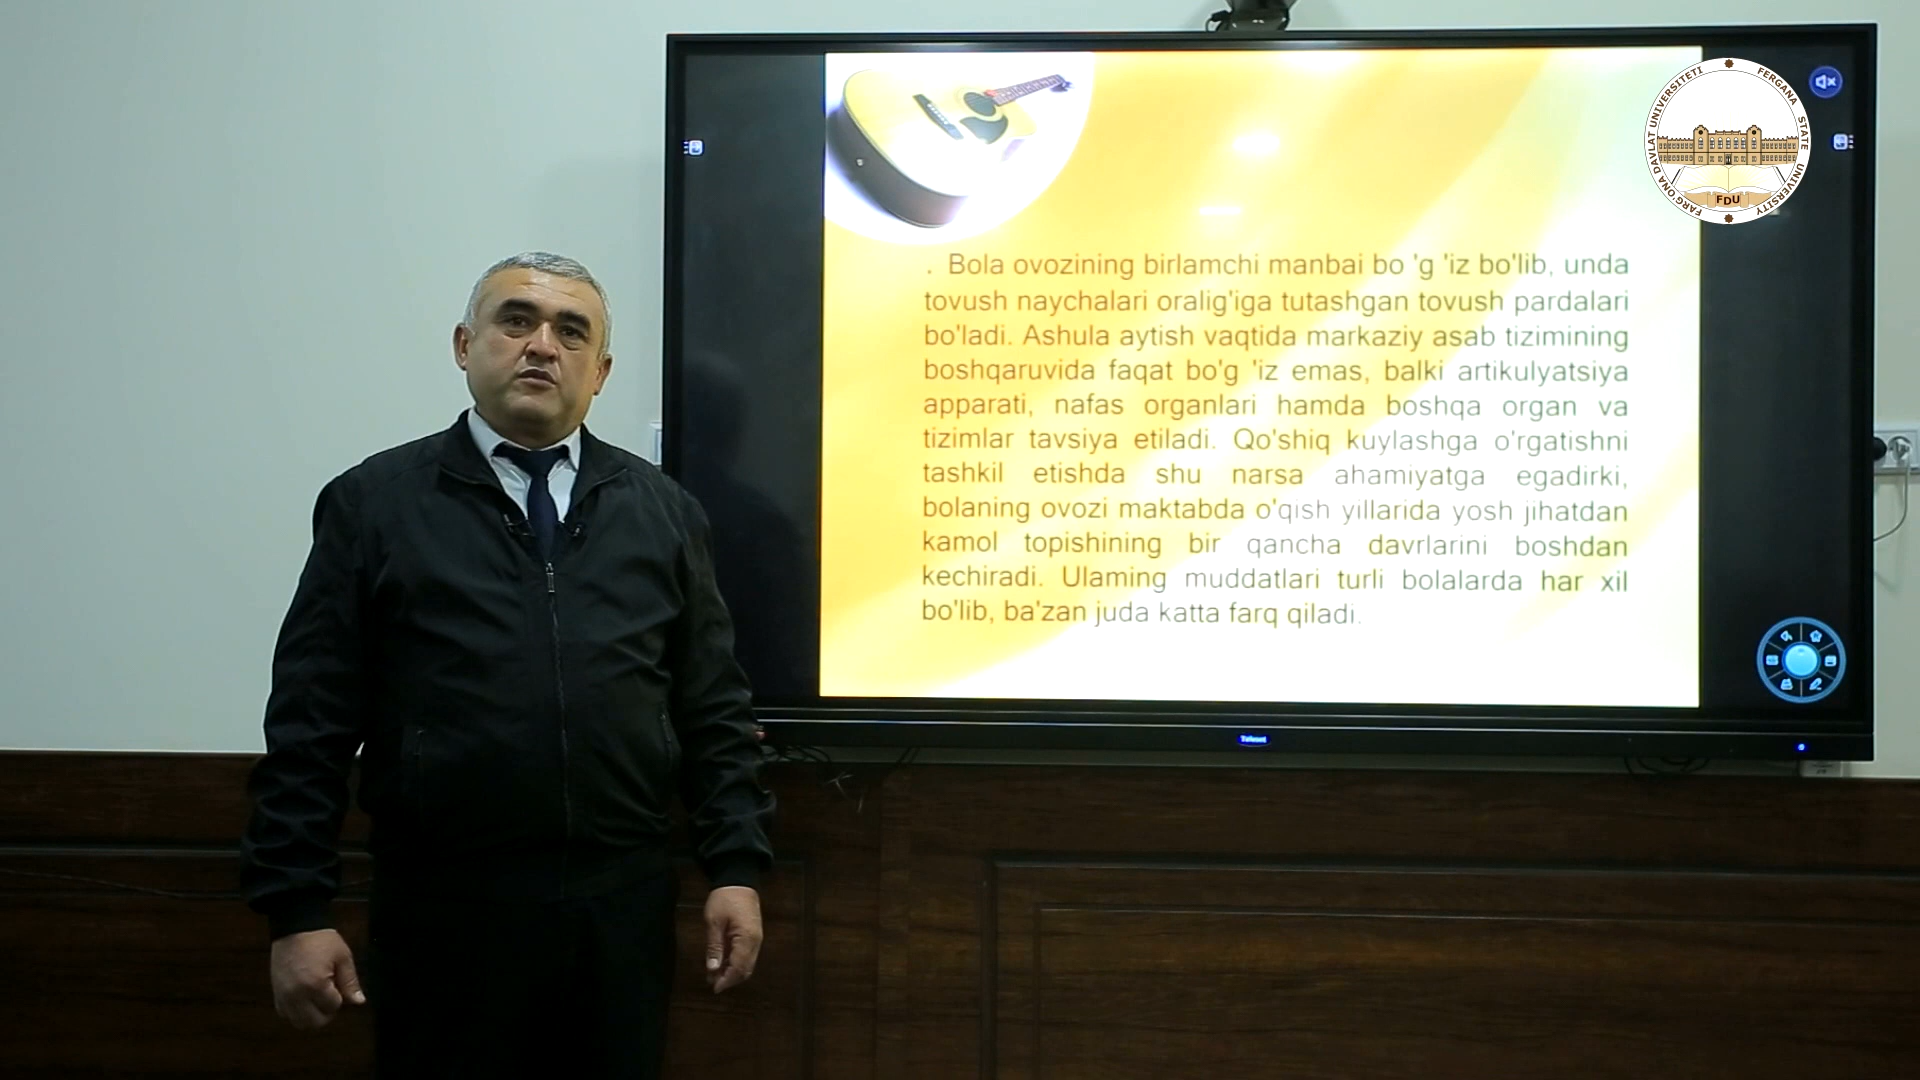 FARG'ONA DAVLAT UNIVERSITETI
FERGANA STATE UNIVERSITY
FDU
. Bola ovozining birlamchi manbai bo 'g 'iz bo'lib, unda
tovush naychalari oralig'iga tutashgan tovush pardalari
bo'ladi. Ashula aytish vaqtida markaziy asab tizimining
boshqaruvida faqat bo'g 'iz emas, balki artikulyatsiya
apparati, nafas organlari hamda boshqa organ va
tizimlar tavsiya etiladi. Qo'shiq kuylashga o'rgatishni
tashkil etishda shu narsa ahamiyatga egadirki,
bolaning ovozi maktabda o'qish yillarida yosh jihatdan
kamol topishining bir qancha davrlarini boshdan
kechiradi. Ulaming muddatlari turli bolalarda har xil
bo'lib, ba'zan juda katta farq qiladi.